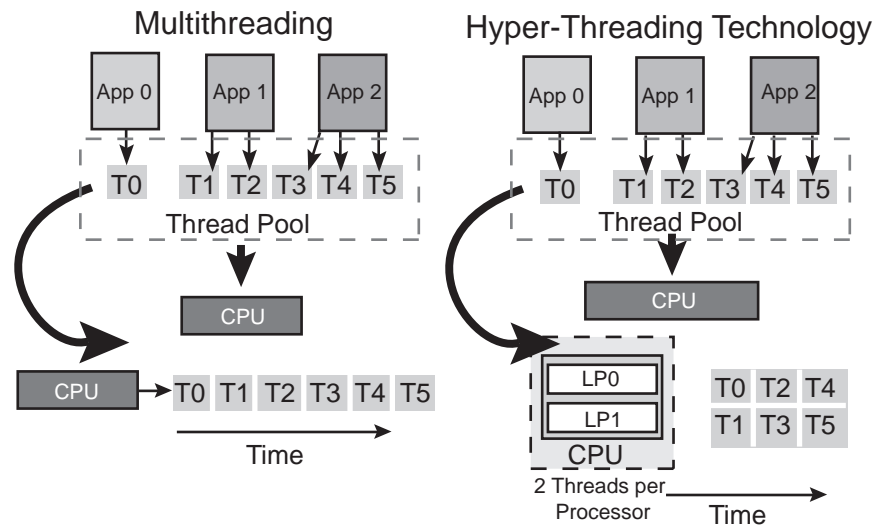 Multithreading
App 0
App 1
App 2
T0
T1
T2
T3
T4
T5
Thread Pool
CPU
CPU
T0 T1 T2 T3 T4 T5
Time
Hyper-Threading Technology
App 0
App 1
App 2
T0
T1
T2
T3
T4
T5
Thread Pool
CPU
LP0
LP1
CPU
2 Threads per
Processor
T0 T2 T4
T1 T3 T5
Time